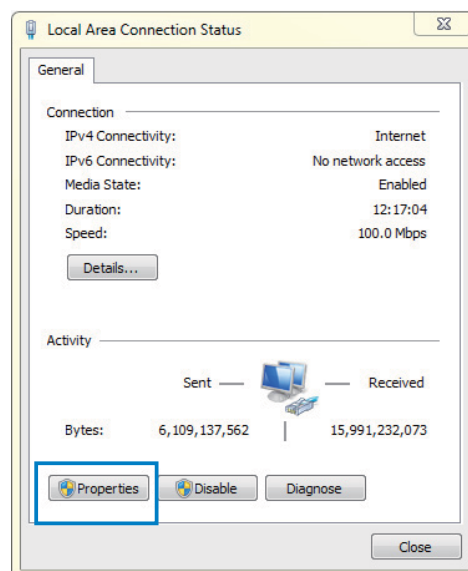 Local Area Connection Status
General
Connection
IPv4 Connectivity: Internet
IPv6 Connectivity: No network access
Media State: Enabled
Duration: 12:17:04
Speed: 100.0 Mbps
Details...
Activity
Sent Received
Bytes: 6,109,137,562 15,991,232,073
Properties Disable Diagnose
Close